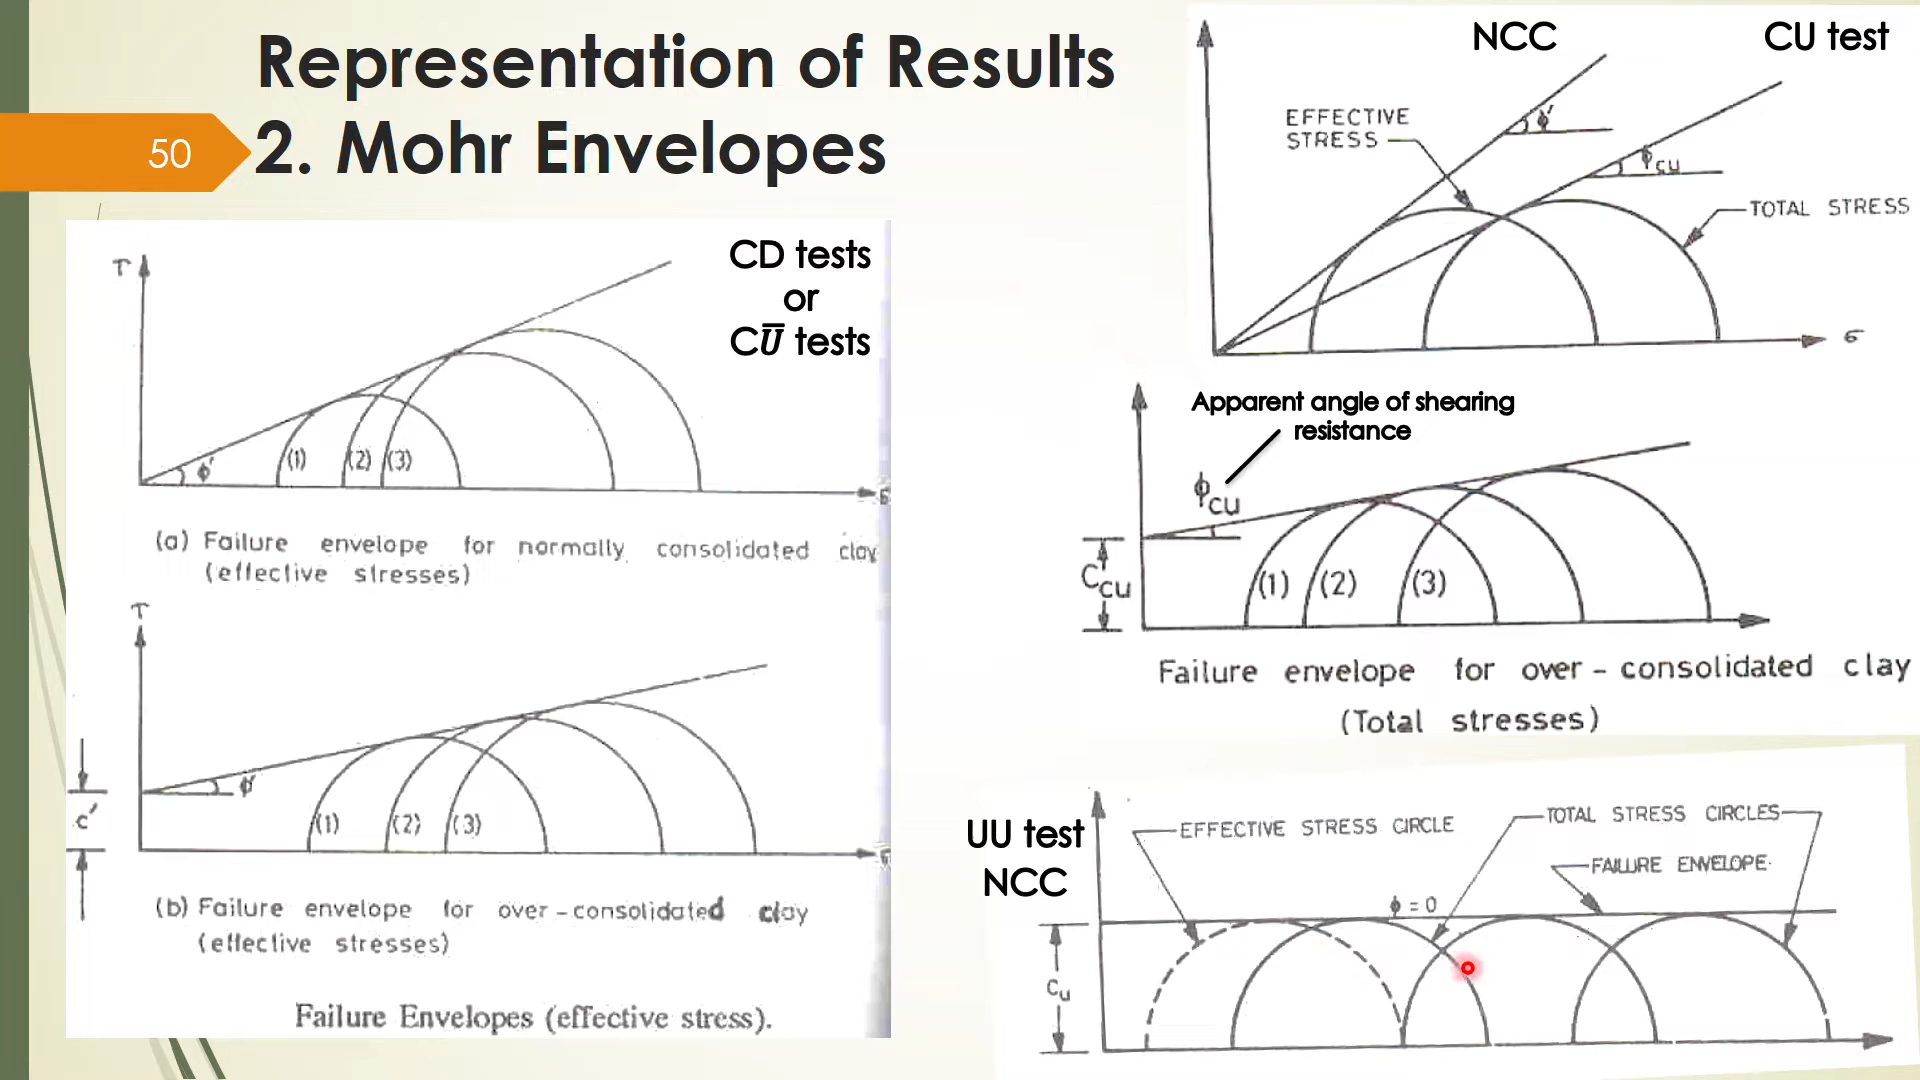 Representation of Results
2. Mohr Envelopes
50
CD tests
or
CU̅ tests
τ
ϕ'
(1) (2) (3)
σ
(a) Failure envelope for normally consolidated clay
(effective stresses)
τ
ϕ'
c'
(1) (2) (3)
(b) Failure envelope for over-consolidated clay
(effective stresses)
Failure Envelopes (effective stress).
NCC CU test
EFFECTIVE
STRESS
ϕ'
ϕcu
TOTAL STRESS
σ
Apparent angle of shearing
resistance
ϕcu
Ccu
(1) (2) (3)
Failure envelope for over-consolidated clay
(Total stresses)
UU test
NCC
EFFECTIVE STRESS CIRCLE
TOTAL STRESS CIRCLES
FAILURE ENVELOPE
ϕ = 0
Cu